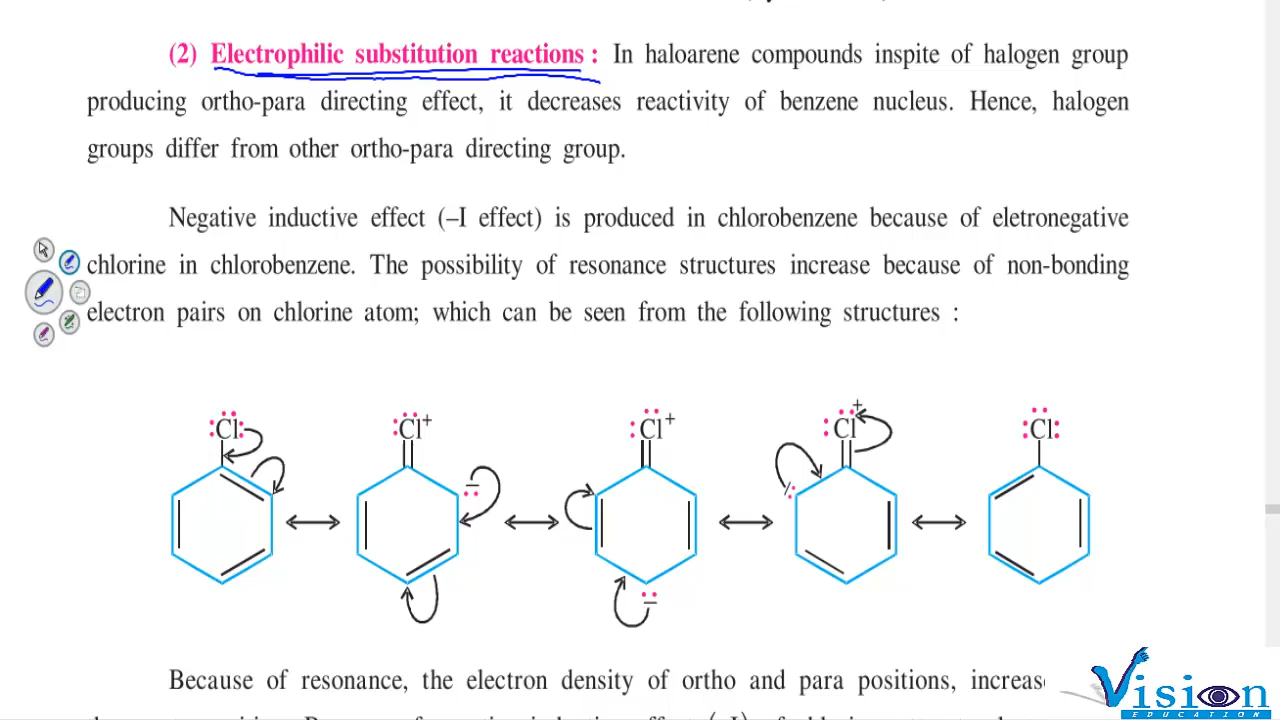 (2) Electrophilic substitution reactions : In haloarene compounds inspite of halogen group
producing ortho-para directing effect, it decreases reactivity of benzene nucleus. Hence, halogen
groups differ from other ortho-para directing group.
Negative inductive effect (–I effect) is produced in chlorobenzene because of eletronegative
chlorine in chlorobenzene. The possibility of resonance structures increase because of non-bonding
electron pairs on chlorine atom; which can be seen from the following structures :
:Cl: :Cl+ :Cl+ :Cl+ :Cl:
Because of resonance, the electron density of ortho and para positions, increas
Vision
EDUCATION